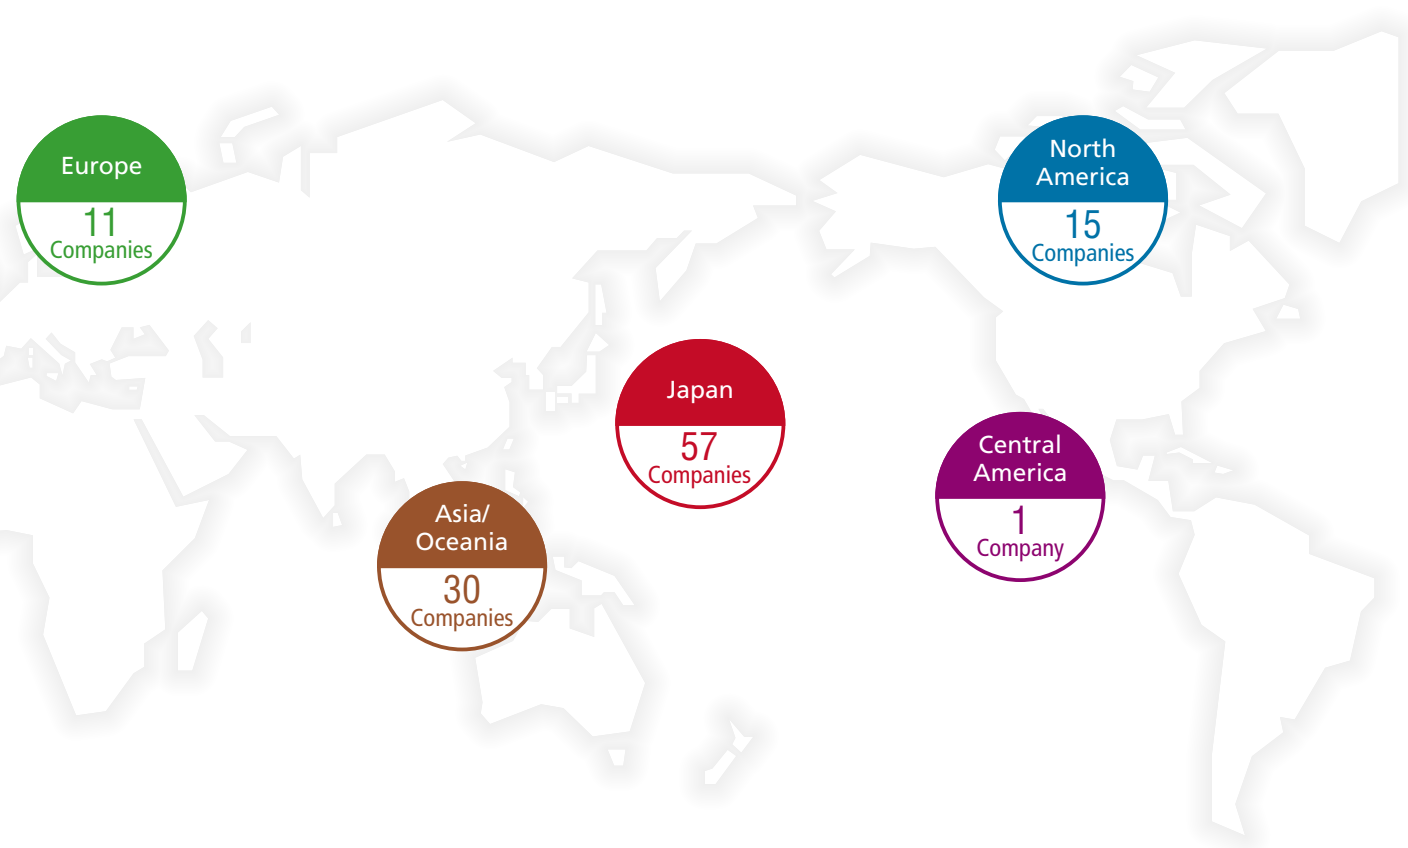 Europe
11
Companies
North
America
15
Companies
Japan
57
Companies
Central
America
1
Company
Asia/
Oceania
30
Companies